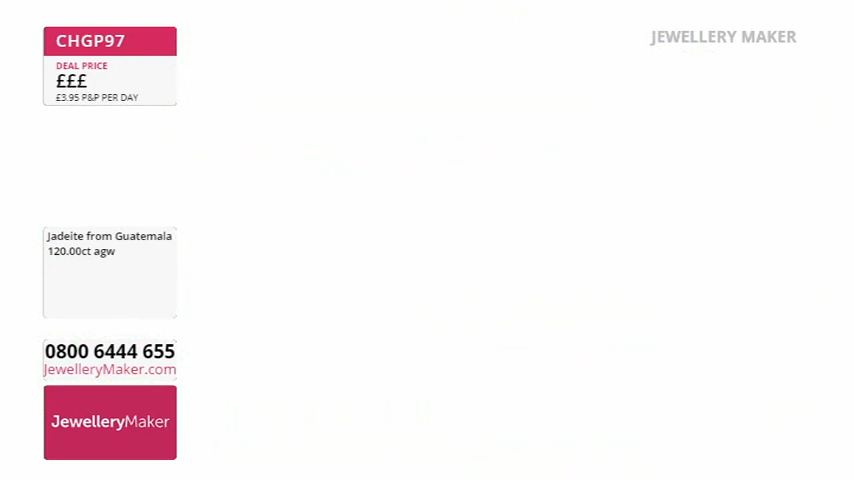 CHGP97
JEWELLERY MAKER
DEAL PRICE
£££
£3.95 P&P PER DAY
Jadeite from Guatemala
120.00ct agw
0800 6444 655
JewelleryMaker.com
JewelleryMaker